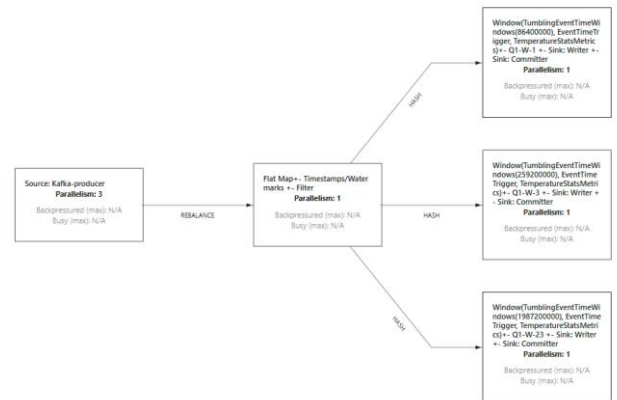 Window(TumblingEventTimeWi
ndows(86400000), EventTimeTr
igger, TemperatureStatsMetric
s)+- Q1-W-1 +- Sink: Writer +-
Sink: Committer
Parallelism: 1
Backpressured (max): N/A
Busy (max): N/A
HASH
Source: Kafka-producer
Parallelism: 3
Backpressured (max): N/A
Busy (max): N/A
REBALANCE
Flat Map+- Timestamps/Water
marks +- Filter
Parallelism: 1
Backpressured (max): N/A
Busy (max): N/A
HASH
Window(TumblingEventTimeWi
ndows(259200000), EventTime
Trigger, TemperatureStatsMetri
cs)+- Q1-W-3 +- Sink: Writer +
- Sink: Committer
Parallelism: 1
Backpressured (max): N/A
Busy (max): N/A
HASH
Window(TumblingEventTimeWi
ndows(1987200000), EventTime
Trigger, TemperatureStatsMetri
cs)+- Q1-W-23 +- Sink: Writer
+- Sink: Committer
Parallelism: 1
Backpressured (max): N/A
Busy (max): N/A